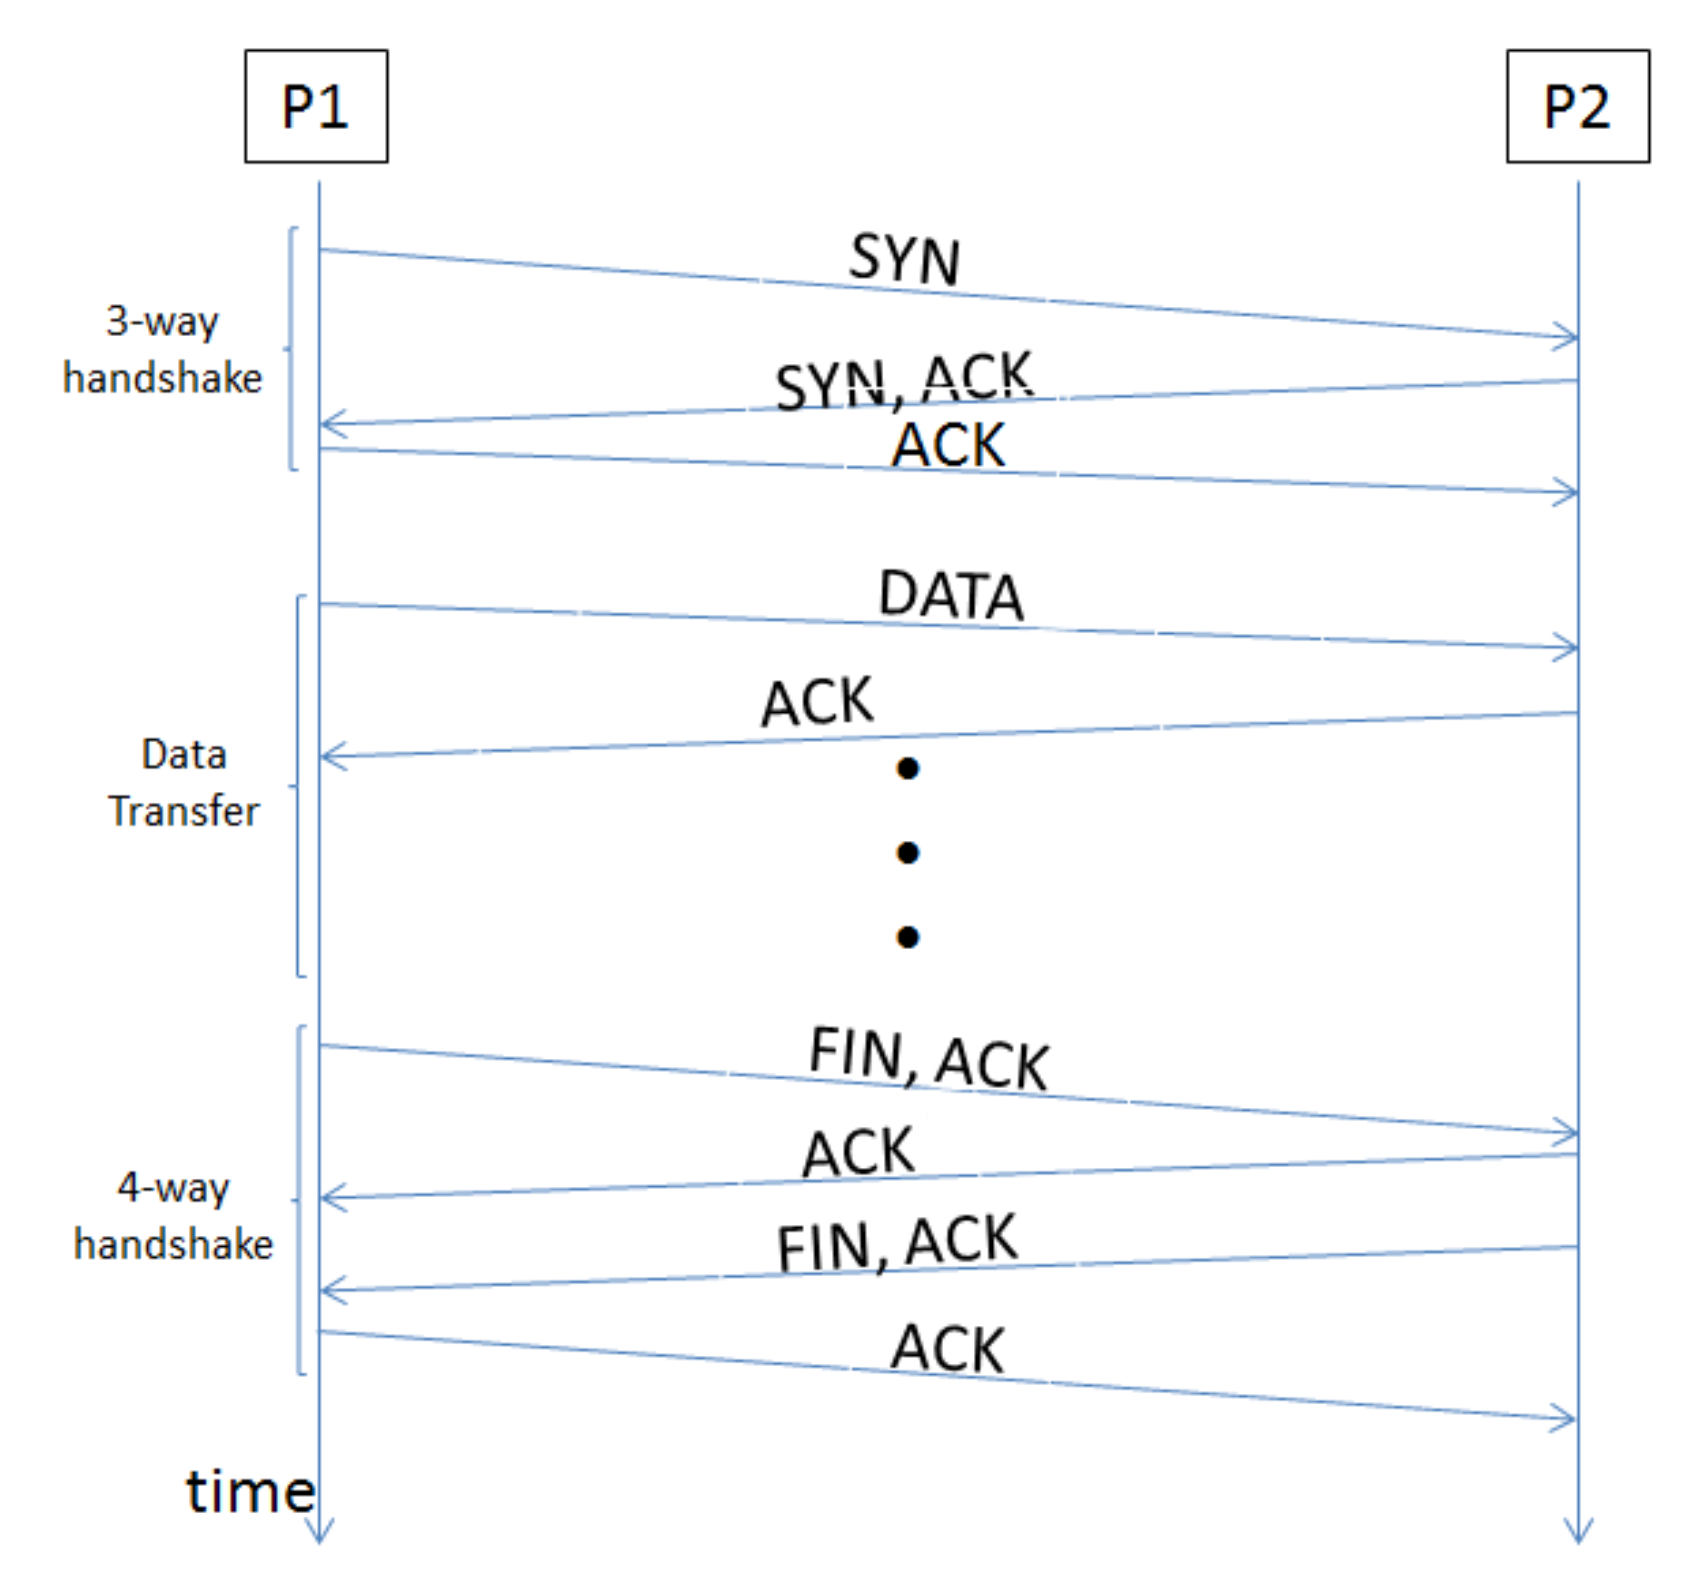 P1
P2
SYN
3-way
handshake
SYN, ACK
ACK
DATA
ACK
Data
Transfer
FIN, ACK
ACK
4-way
handshake
FIN, ACK
ACK
time